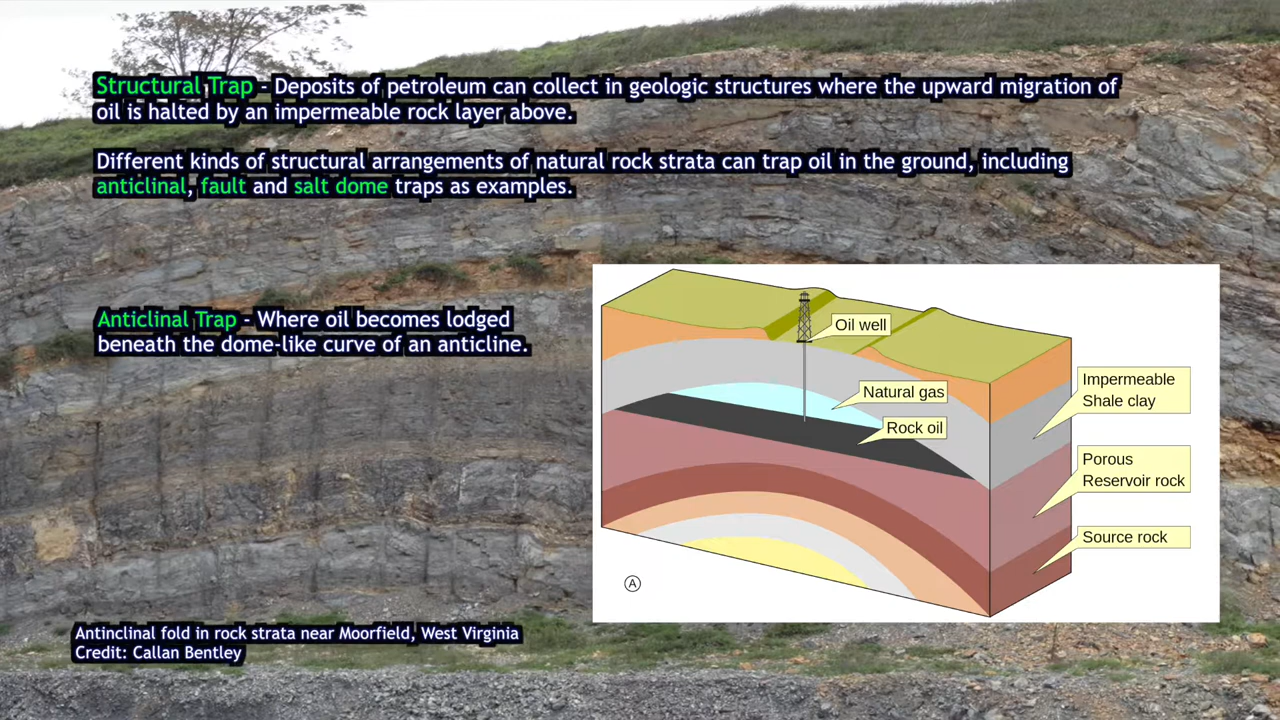 Structural Trap - Deposits of petroleum can collect in geologic structures where the upward migration of
oil is halted by an impermeable rock layer above.
Different kinds of structural arrangements of natural rock strata can trap oil in the ground, including
anticlinal, fault and salt dome traps as examples.
Anticlinal Trap - Where oil becomes lodged
beneath the dome-like curve of an anticline.
Oil well
Natural gas
Rock oil
Impermeable
Shale clay
Porous
Reservoir rock
Source rock
A
Antinclinal fold in rock strata near Moorfield, West Virginia
Credit: Callan Bentley